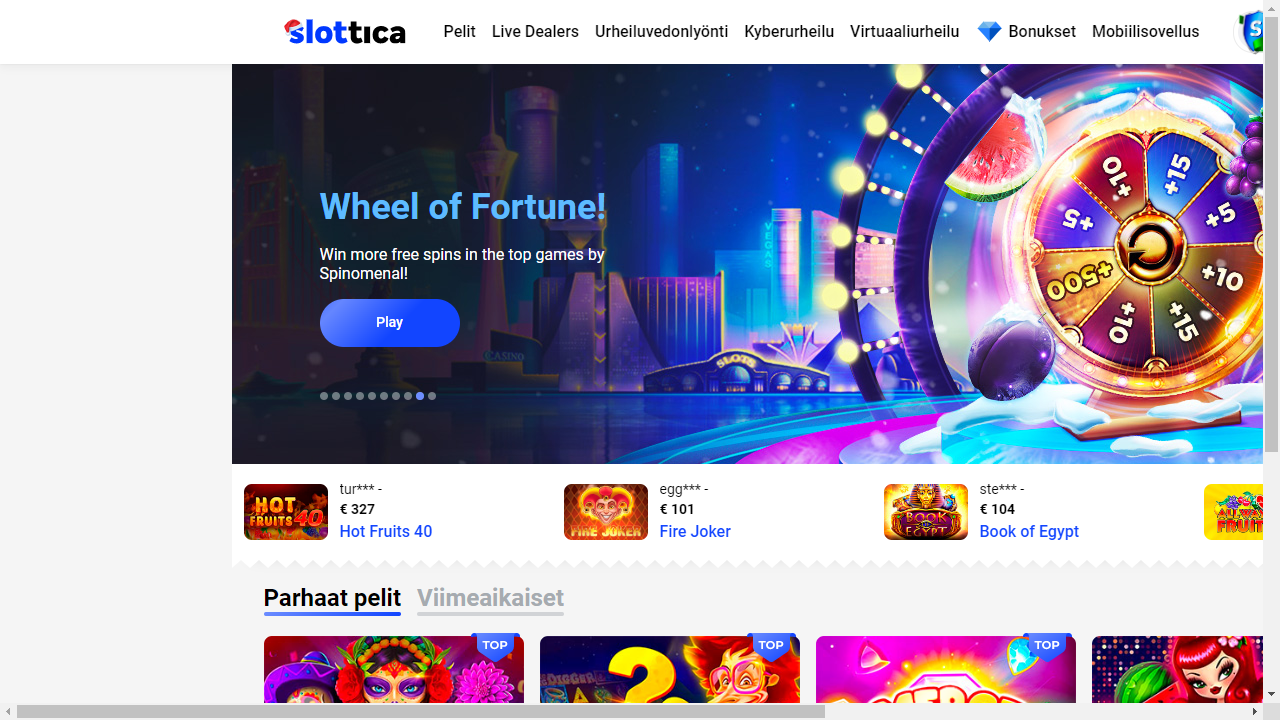 slottica
Pelit Live Dealers Urheiluvedonlyönti Kyberurheilu Virtuaaliurheilu Bonukset Mobiilisovellus
Wheel of Fortune!
Win more free spins in the top games by
Spinomenal!
Play
CASINO
VEGAS
SLOTS
+10 +15 +5 +10 +15 +10 +500 +5
HOT FRUITS 40
tur*** -
€ 327
Hot Fruits 40
FIRE JOKER
egg*** -
€ 101
Fire Joker
BOOK OF EGYPT
ste*** -
€ 104
Book of Egypt
Parhaat pelit Viimeaikaiset
TOP
TOP
TOP